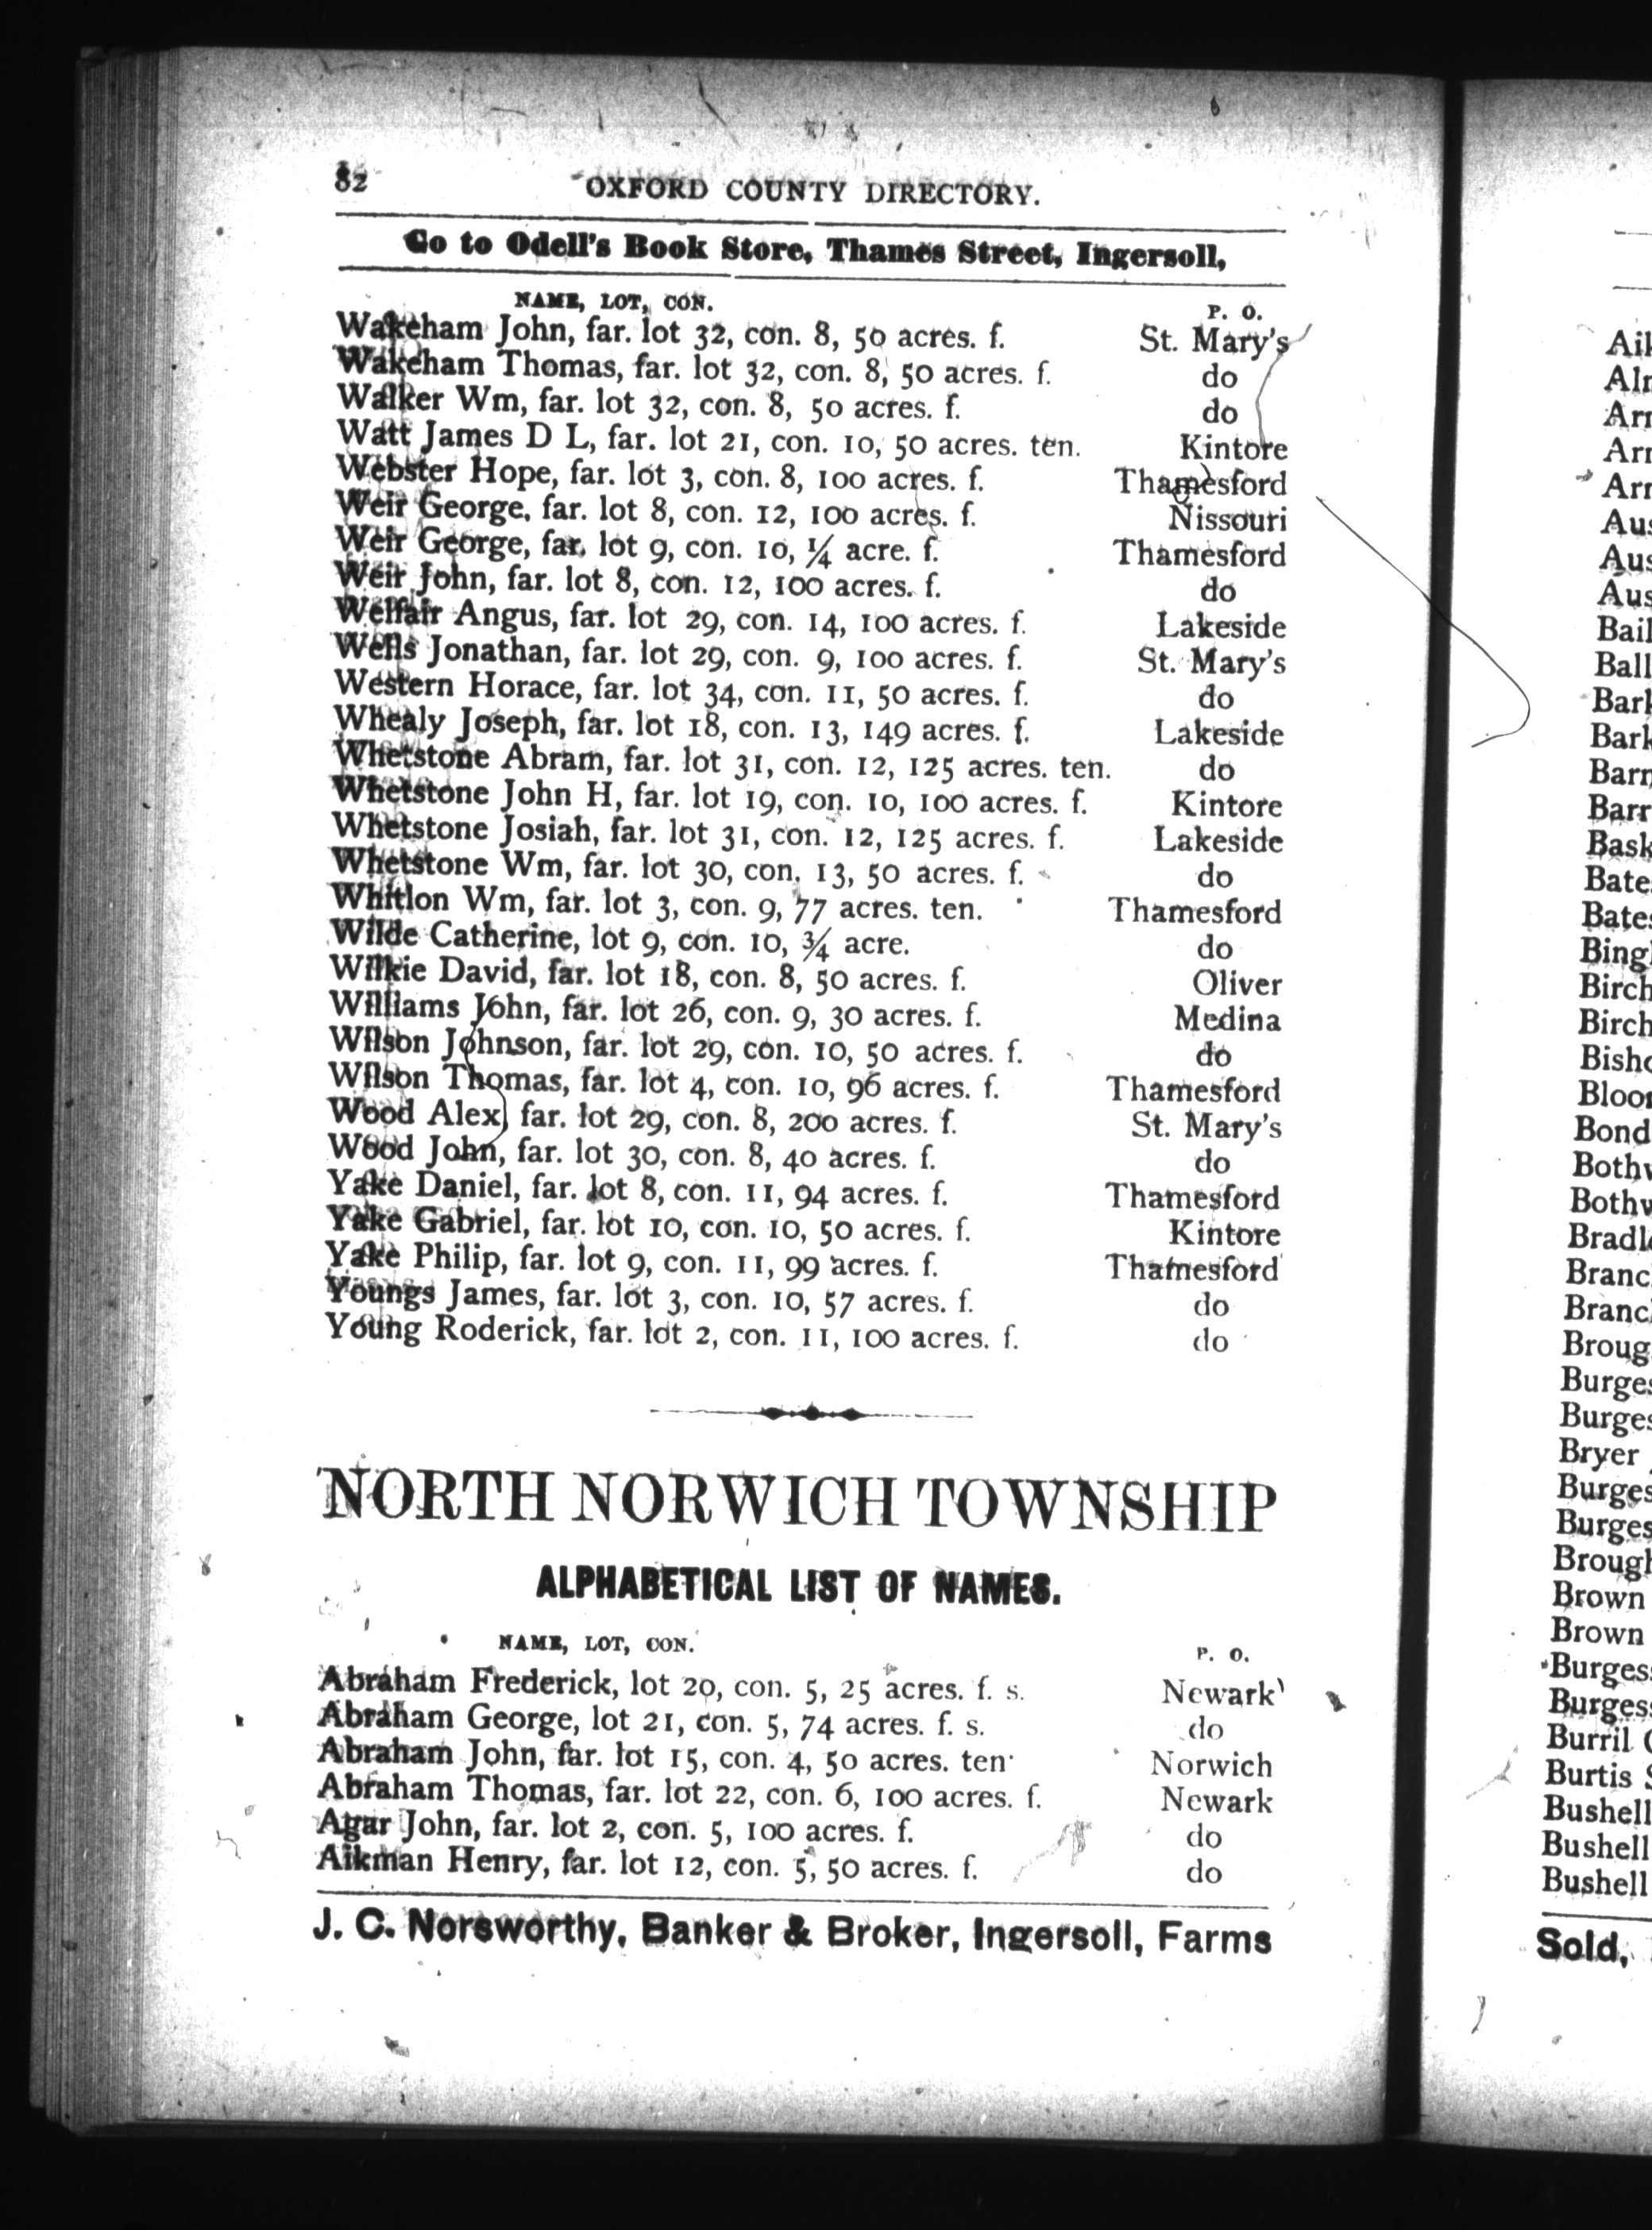 82 OXFORD COUNTY DIRECTORY.
Go to Odell's Book Store, Thames Street, Ingersoll,
NAME, LOT, CON. P. O.
Wakeham John, far. lot 32, con. 8, 50 acres. f. St. Mary's
Wakeham Thomas, far. lot 32, con. 8, 50 acres. f. do
Walker Wm, far. lot 32, con. 8, 50 acres. f. do
Watt James D L, far. lot 21, con. 10, 50 acres. ten. Kintore
Webster Hope, far. lot 3, con. 8, 100 acres. f. Thamesford
Weir George, far. lot 8, con. 12, 100 acres. f. Nissouri
Weir George, far. lot 9, con. 10, ¼ acre. f. Thamesford
Weir John, far. lot 8, con. 12, 100 acres. f. do
Welfair Angus, far. lot 29, con. 14, 100 acres. f. Lakeside
Wells Jonathan, far. lot 29, con. 9, 100 acres. f. St. Mary's
Western Horace, far. lot 34, con. 11, 50 acres. f. do
Whealy Joseph, far. lot 18, con. 13, 149 acres. f. Lakeside
Whetstone Abram, far. lot 31, con. 12, 125 acres. ten. do
Whetstone John H, far. lot 19, con. 10, 100 acres. f. Kintore
Whetstone Josiah, far. lot 31, con. 12, 125 acres. f. Lakeside
Whetstone Wm, far. lot 30, con. 13, 50 acres. f. do
Whitlon Wm, far. lot 3, con. 9, 77 acres. ten. Thamesford
Wilde Catherine, lot 9, con. 10, ¾ acre. do
Wilkie David, far. lot 18, con. 8, 50 acres. f. Oliver
Williams John, far. lot 26, con. 9, 30 acres. f. Medina
Wilson Johnson, far. lot 29, con. 10, 50 acres. f. do
Wilson Thomas, far. lot 4, con. 10, 96 acres. f. Thamesford
Wood Alex, far. lot 29, con. 8, 200 acres. f. St. Mary's
Wood John, far. lot 30, con. 8, 40 acres. f. do
Yake Daniel, far. lot 8, con. 11, 94 acres. f. Thamesford
Yake Gabriel, far. lot 10, con. 10, 50 acres. f. Kintore
Yake Philip, far. lot 9, con. 11, 99 acres. f. Thamesford
Youngs James, far. lot 3, con. 10, 57 acres. f. do
Young Roderick, far. lot 2, con. 11, 100 acres. f. do
NORTH NORWICH TOWNSHIP
ALPHABETICAL LIST OF NAMES.
NAME, LOT, CON. P. O.
Abraham Frederick, lot 20, con. 5, 25 acres. f. s. Newark
Abraham George, lot 21, con. 5, 74 acres. f. s. do
Abraham John, far. lot 15, con. 4, 50 acres. ten. Norwich
Abraham Thomas, far. lot 22, con. 6, 100 acres. f. Newark
Agar John, far. lot 2, con. 5, 100 acres. f. do
Aikman Henry, far. lot 12, con. 5, 50 acres. f. do
J. C. Norsworthy, Banker & Broker, Ingersoll, Farms
Bond
Bryer
Brown
Brown
Sold,